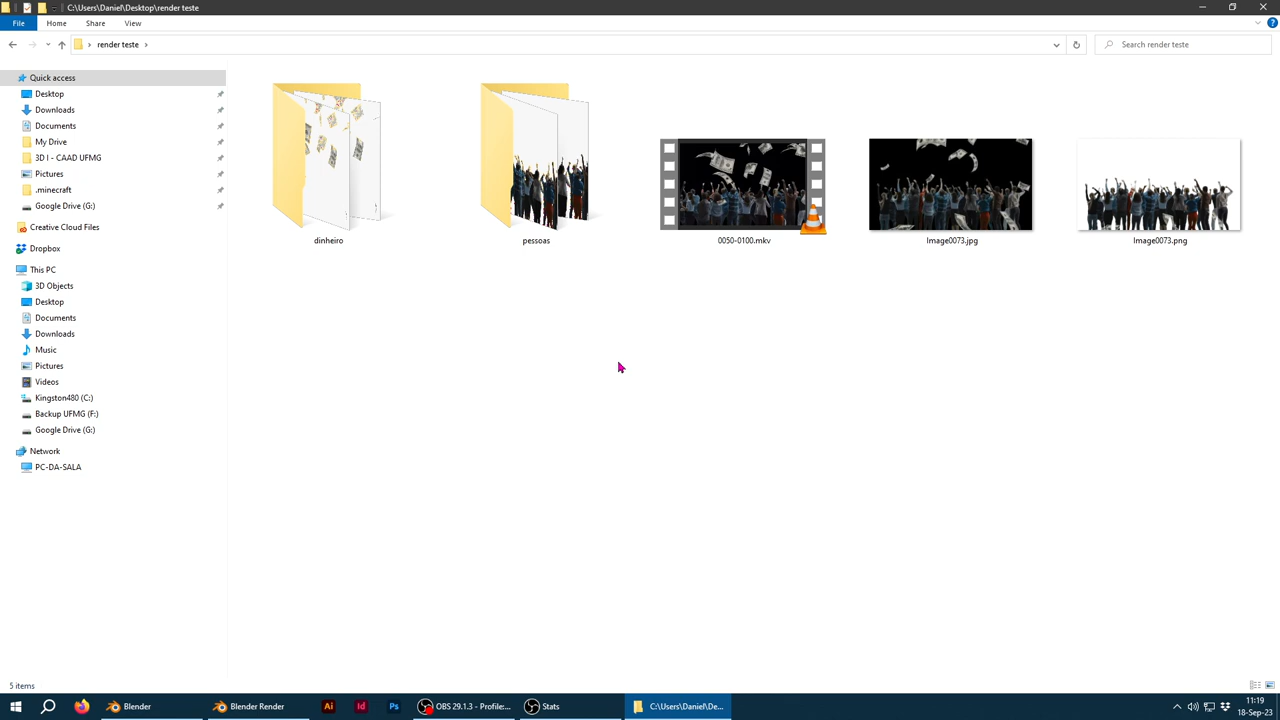 C:\Users\Daniel\Desktop\render teste
File
Home
Share
View
render teste
Search render teste
Quick access
Desktop
Downloads
Documents
My Drive
3D I - CAAD UFMG
Pictures
.minecraft
Google Drive (G:)
Creative Cloud Files
Dropbox
This PC
3D Objects
Desktop
Documents
Downloads
Music
Pictures
Videos
Kingston480 (C:)
Backup UFMG (F:)
Google Drive (G:)
Network
PC-DA-SALA
dinheiro
pessoas
0050-0100.mkv
Image0073.jpg
Image0073.png
5 items
Blender
Blender Render
Ai
Id
Ps
OBS 29.1.3 - Profile:...
Stats
C:\Users\Daniel\De...
11:19
18-Sep-23